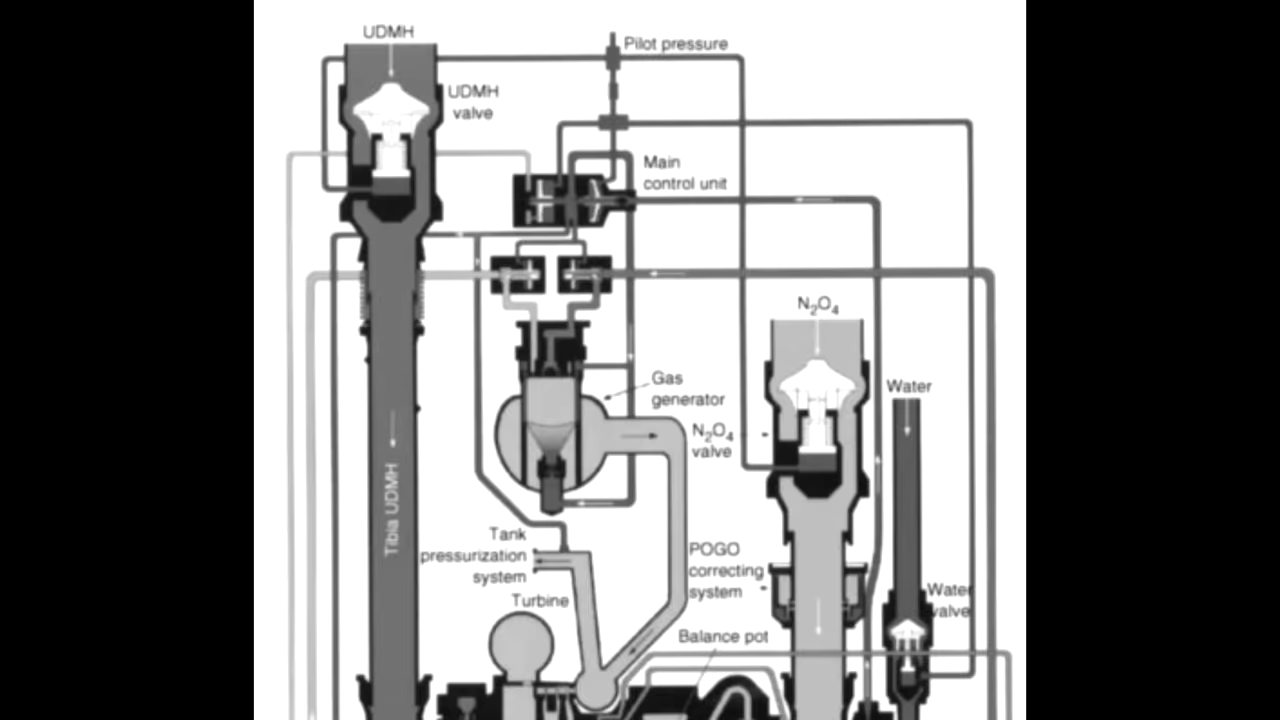 UDMH
Pilot pressure
UDMH
valve
Main
control unit
N₂O₄
Gas
generator
Water
N₂O₄
valve
Tibia UDMH
Tank
pressurization
system
POGO
correcting
system
Turbine
Water
valve
Balance pot